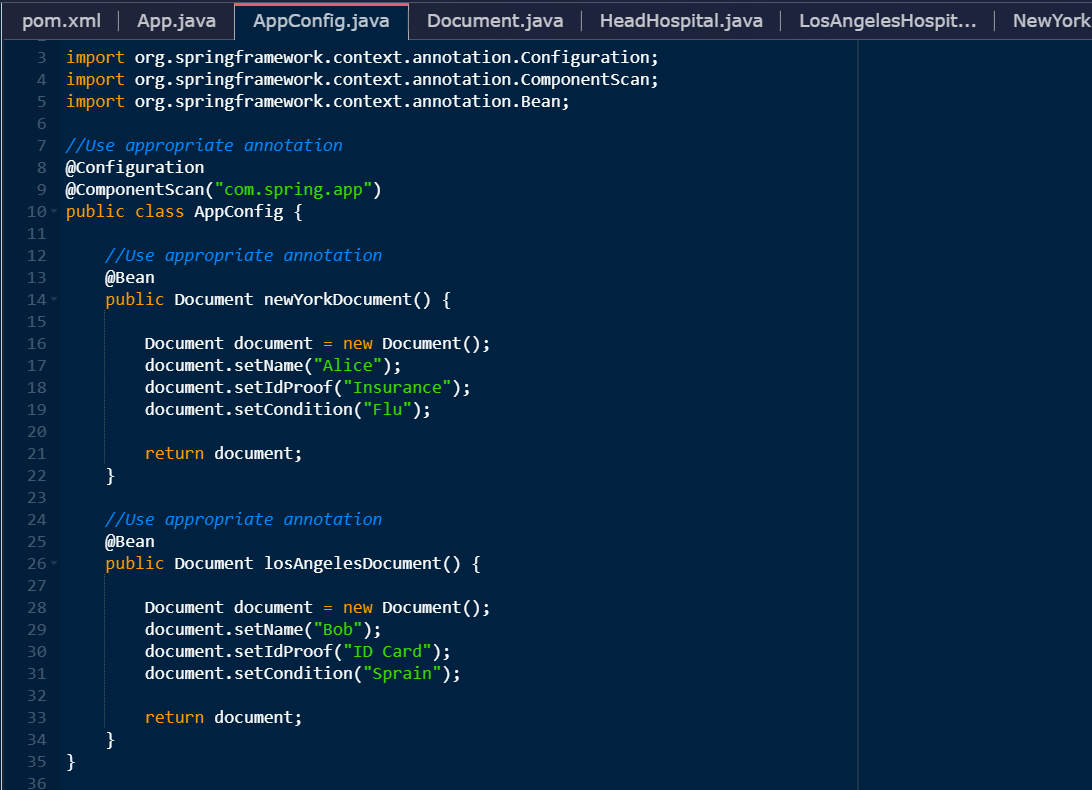 pom.xml App.java AppConfig.java Document.java HeadHospital.java LosAngelesHospit... NewYork
3 import org.springframework.context.annotation.Configuration;
4 import org.springframework.context.annotation.ComponentScan;
5 import org.springframework.context.annotation.Bean;
6
7 //Use appropriate annotation
8 @Configuration
9 @ComponentScan("com.spring.app")
10 public class AppConfig {
11
12     //Use appropriate annotation
13     @Bean
14     public Document newYorkDocument() {
15
16         Document document = new Document();
17         document.setName("Alice");
18         document.setIdProof("Insurance");
19         document.setCondition("Flu");
20
21         return document;
22     }
23
24     //Use appropriate annotation
25     @Bean
26     public Document losAngelesDocument() {
27
28         Document document = new Document();
29         document.setName("Bob");
30         document.setIdProof("ID Card");
31         document.setCondition("Sprain");
32
33         return document;
34     }
35 }
36